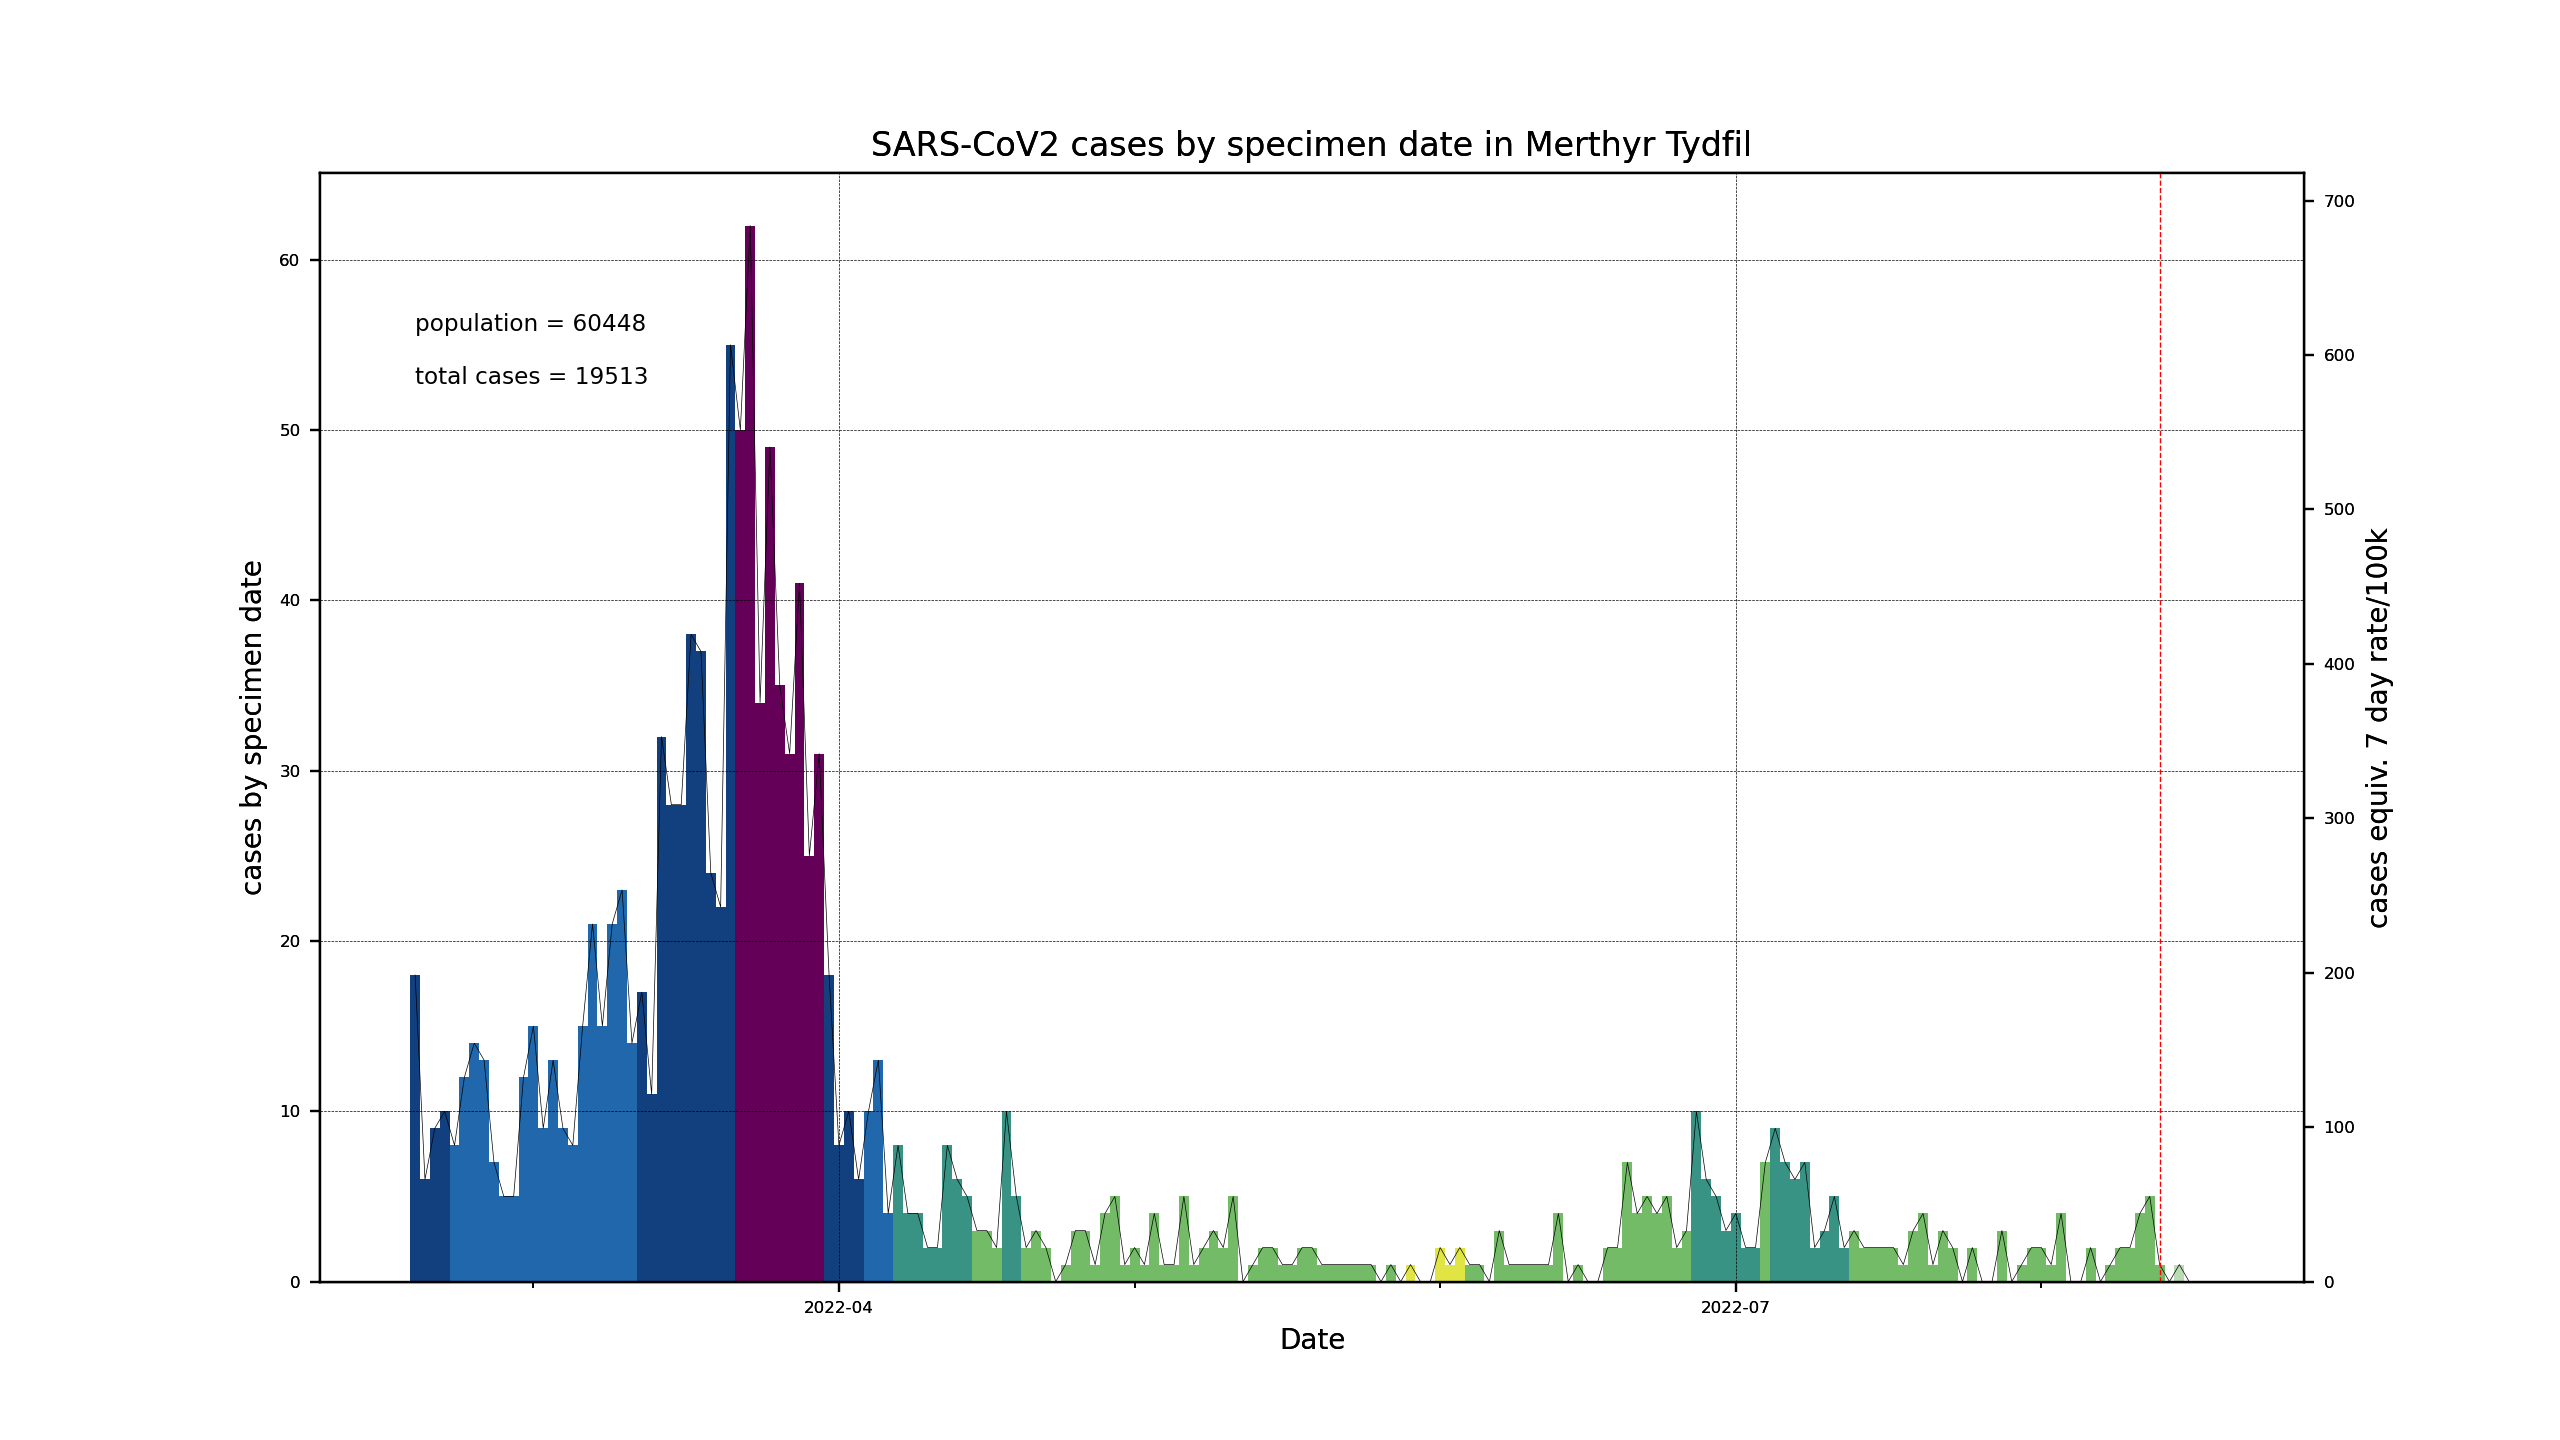 SARS-CoV2 cases by specimen date in Merthyr Tydfil
population = 60448
total cases = 19513
cases by specimen date
60
50
40
30
20
10
0
cases equiv. 7 day rate/100k
700
600
500
400
300
200
100
0
2022-04
2022-07
Date